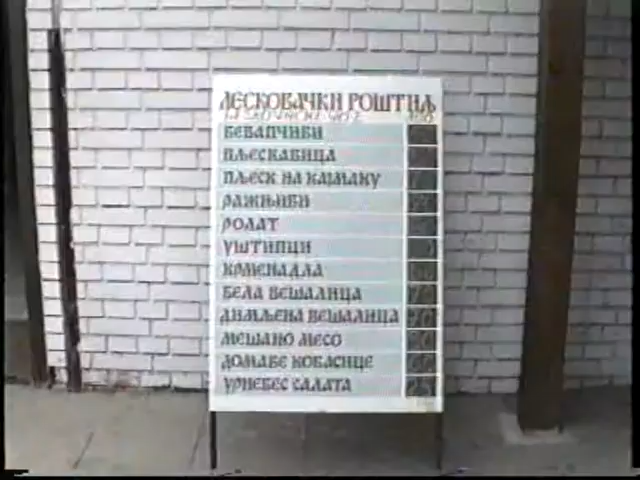 ЛЕСКОВАЧКИ РОШТИЉ
ЋЕВАПЧИЋИ
ПЉЕСКАВИЦА
ПЉЕСК НА КАЈМАКУ
РАЖЊИЋИ
РОЛАТ
УШТИПЦИ
КРМЕНАДЛА
БЕЛА ВЕШАЛИЦА
ДИМЉЕНА ВЕШАЛИЦА
МЕШАНО МЕСО
ДОМАЋЕ КОБАСИЦЕ
УРНЕБЕС САЛАТА